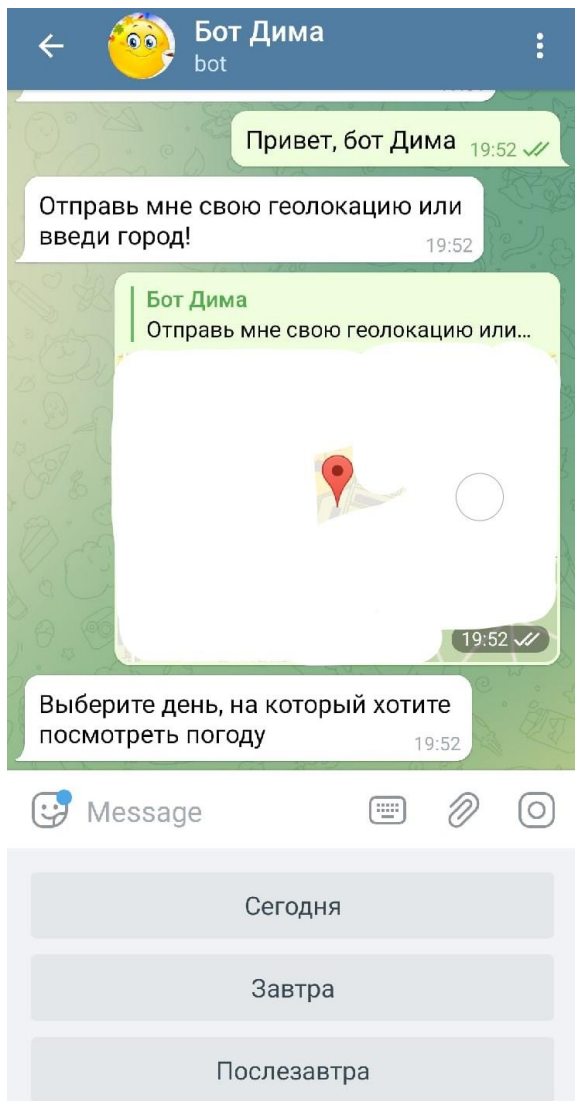 Бот Дима
bot
Привет, бот Дима 19:52
Отправь мне свою геолокацию или
введи город!
19:52
Бот Дима
Отправь мне свою геолокацию или...
19:52
Выберите день, на который хотите
посмотреть погоду
19:52
Message
Сегодня
Завтра
Послезавтра